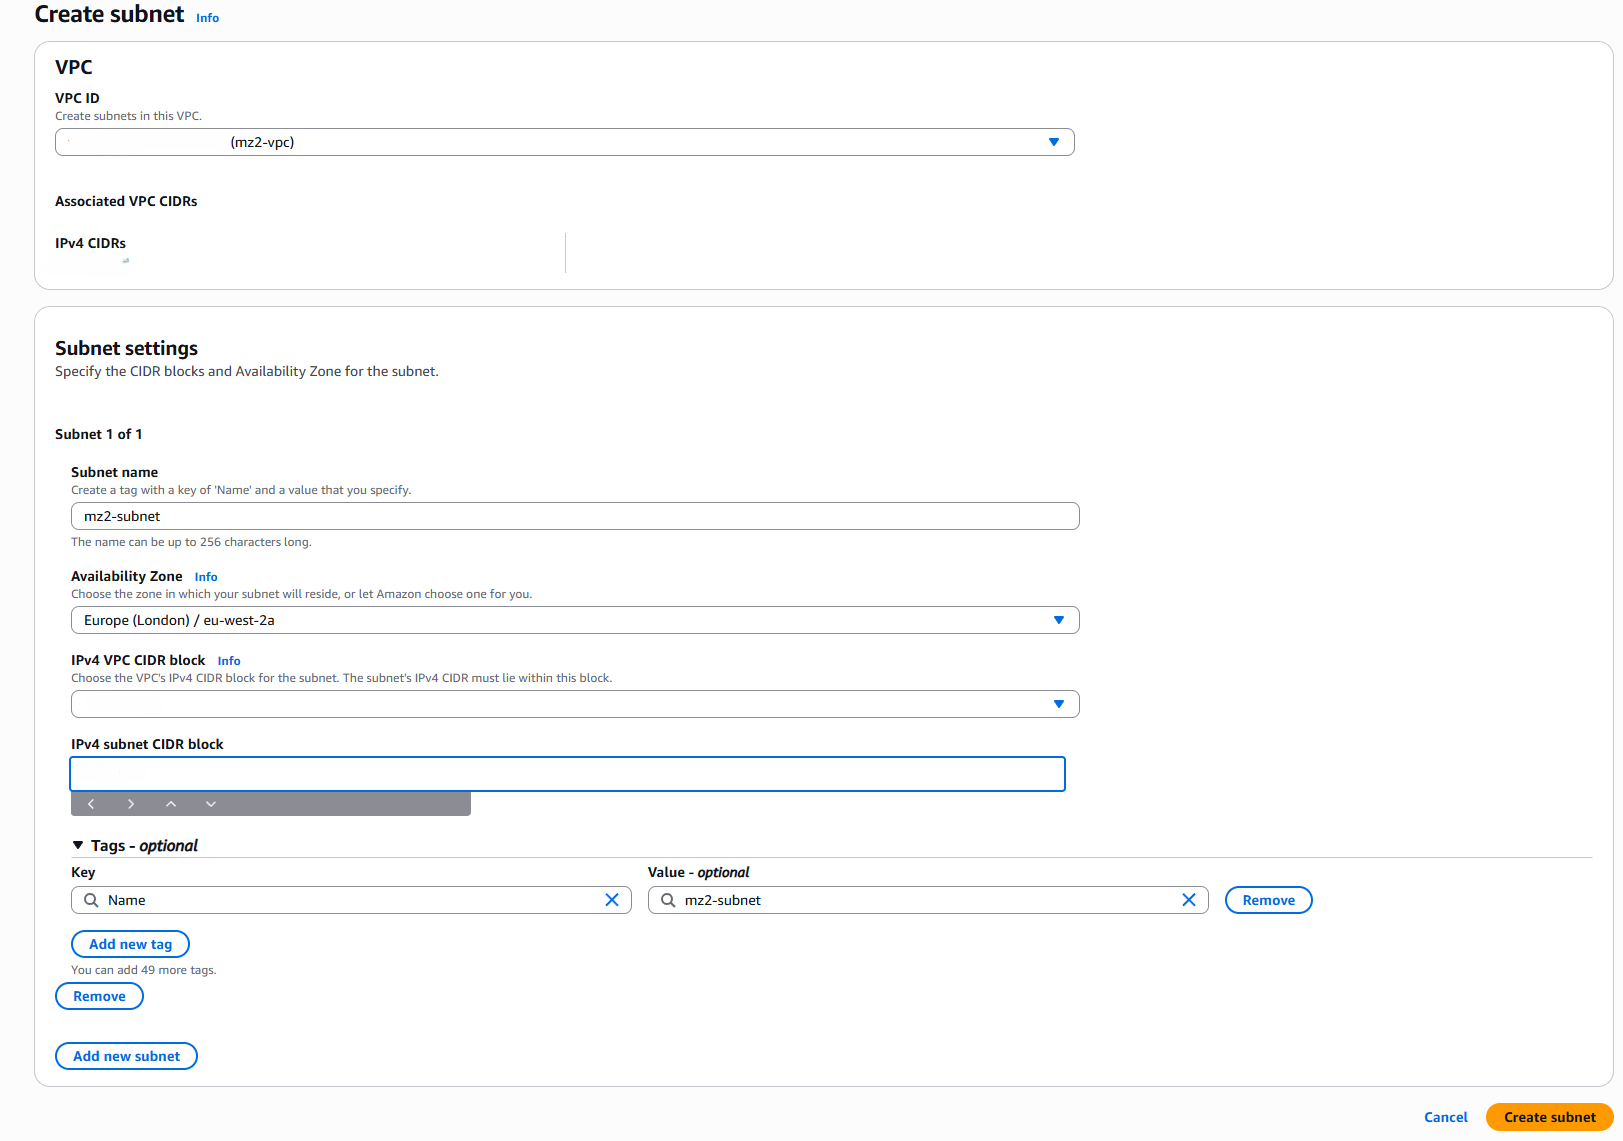 Create subnet Info
VPC
VPC ID
Create subnets in this VPC.
(mz2-vpc)
Associated VPC CIDRs
IPv4 CIDRs
Subnet settings
Specify the CIDR blocks and Availability Zone for the subnet.
Subnet 1 of 1
Subnet name
Create a tag with a key of 'Name' and a value that you specify.
mz2-subnet
The name can be up to 256 characters long.
Availability Zone Info
Choose the zone in which your subnet will reside, or let Amazon choose one for you.
Europe (London) / eu-west-2a
IPv4 VPC CIDR block Info
Choose the VPC's IPv4 CIDR block for the subnet. The subnet's IPv4 CIDR must lie within this block.
IPv4 subnet CIDR block
Tags - optional
Key Value - optional
Name mz2-subnet Remove
Add new tag
You can add 49 more tags.
Remove
Add new subnet
Cancel Create subnet